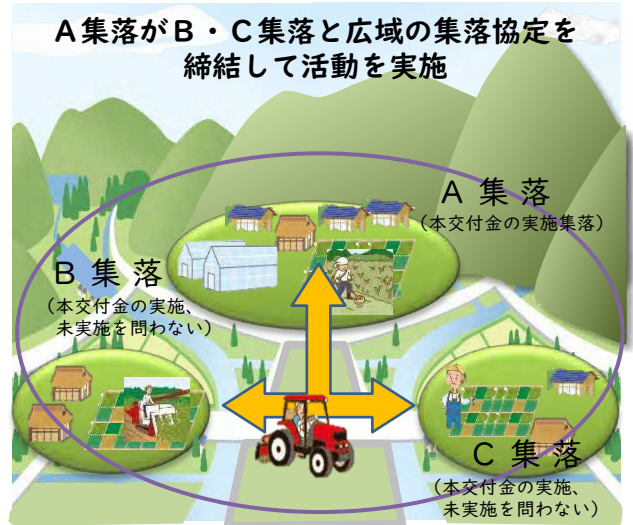 A集落がB・C集落と広域の集落協定を
締結して活動を実施
A 集 落
（本交付金の実施集落）
B 集 落
（本交付金の実施、
未実施を問わない）
C 集 落
（本交付金の実施、
未実施を問わない）